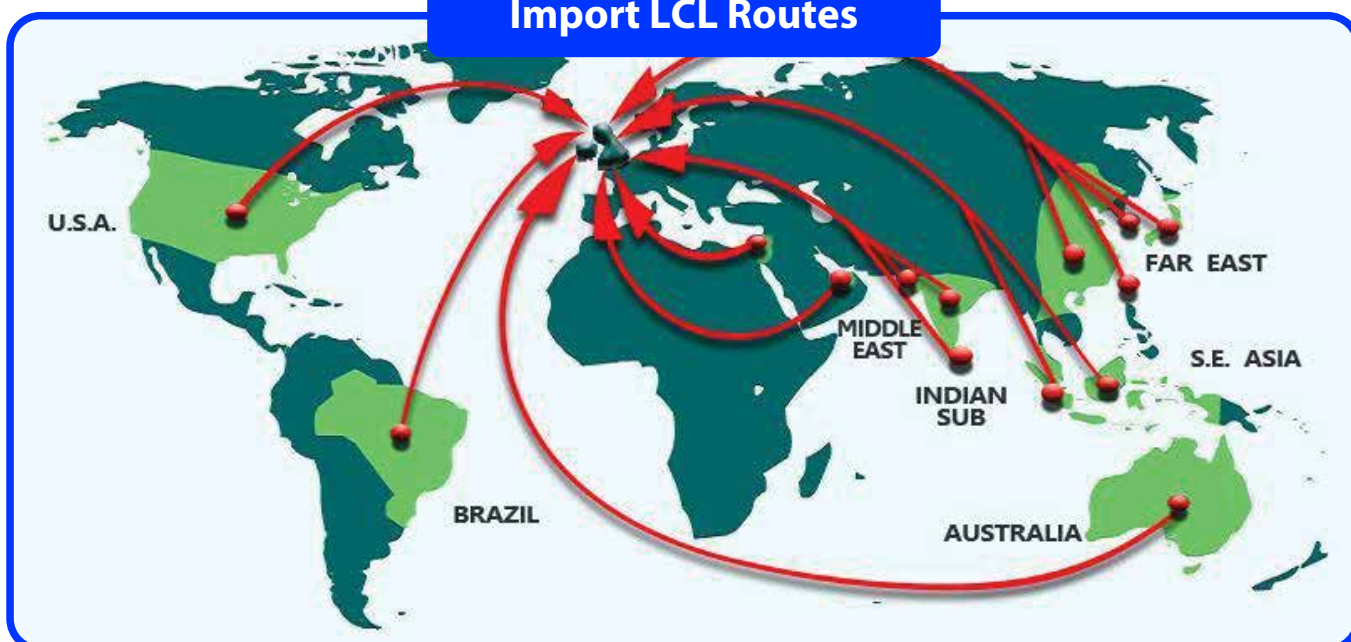 Import LCL Routes
U.S.A.
FAR EAST
MIDDLE
EAST
S.E. ASIA
INDIAN
SUB
BRAZIL
AUSTRALIA